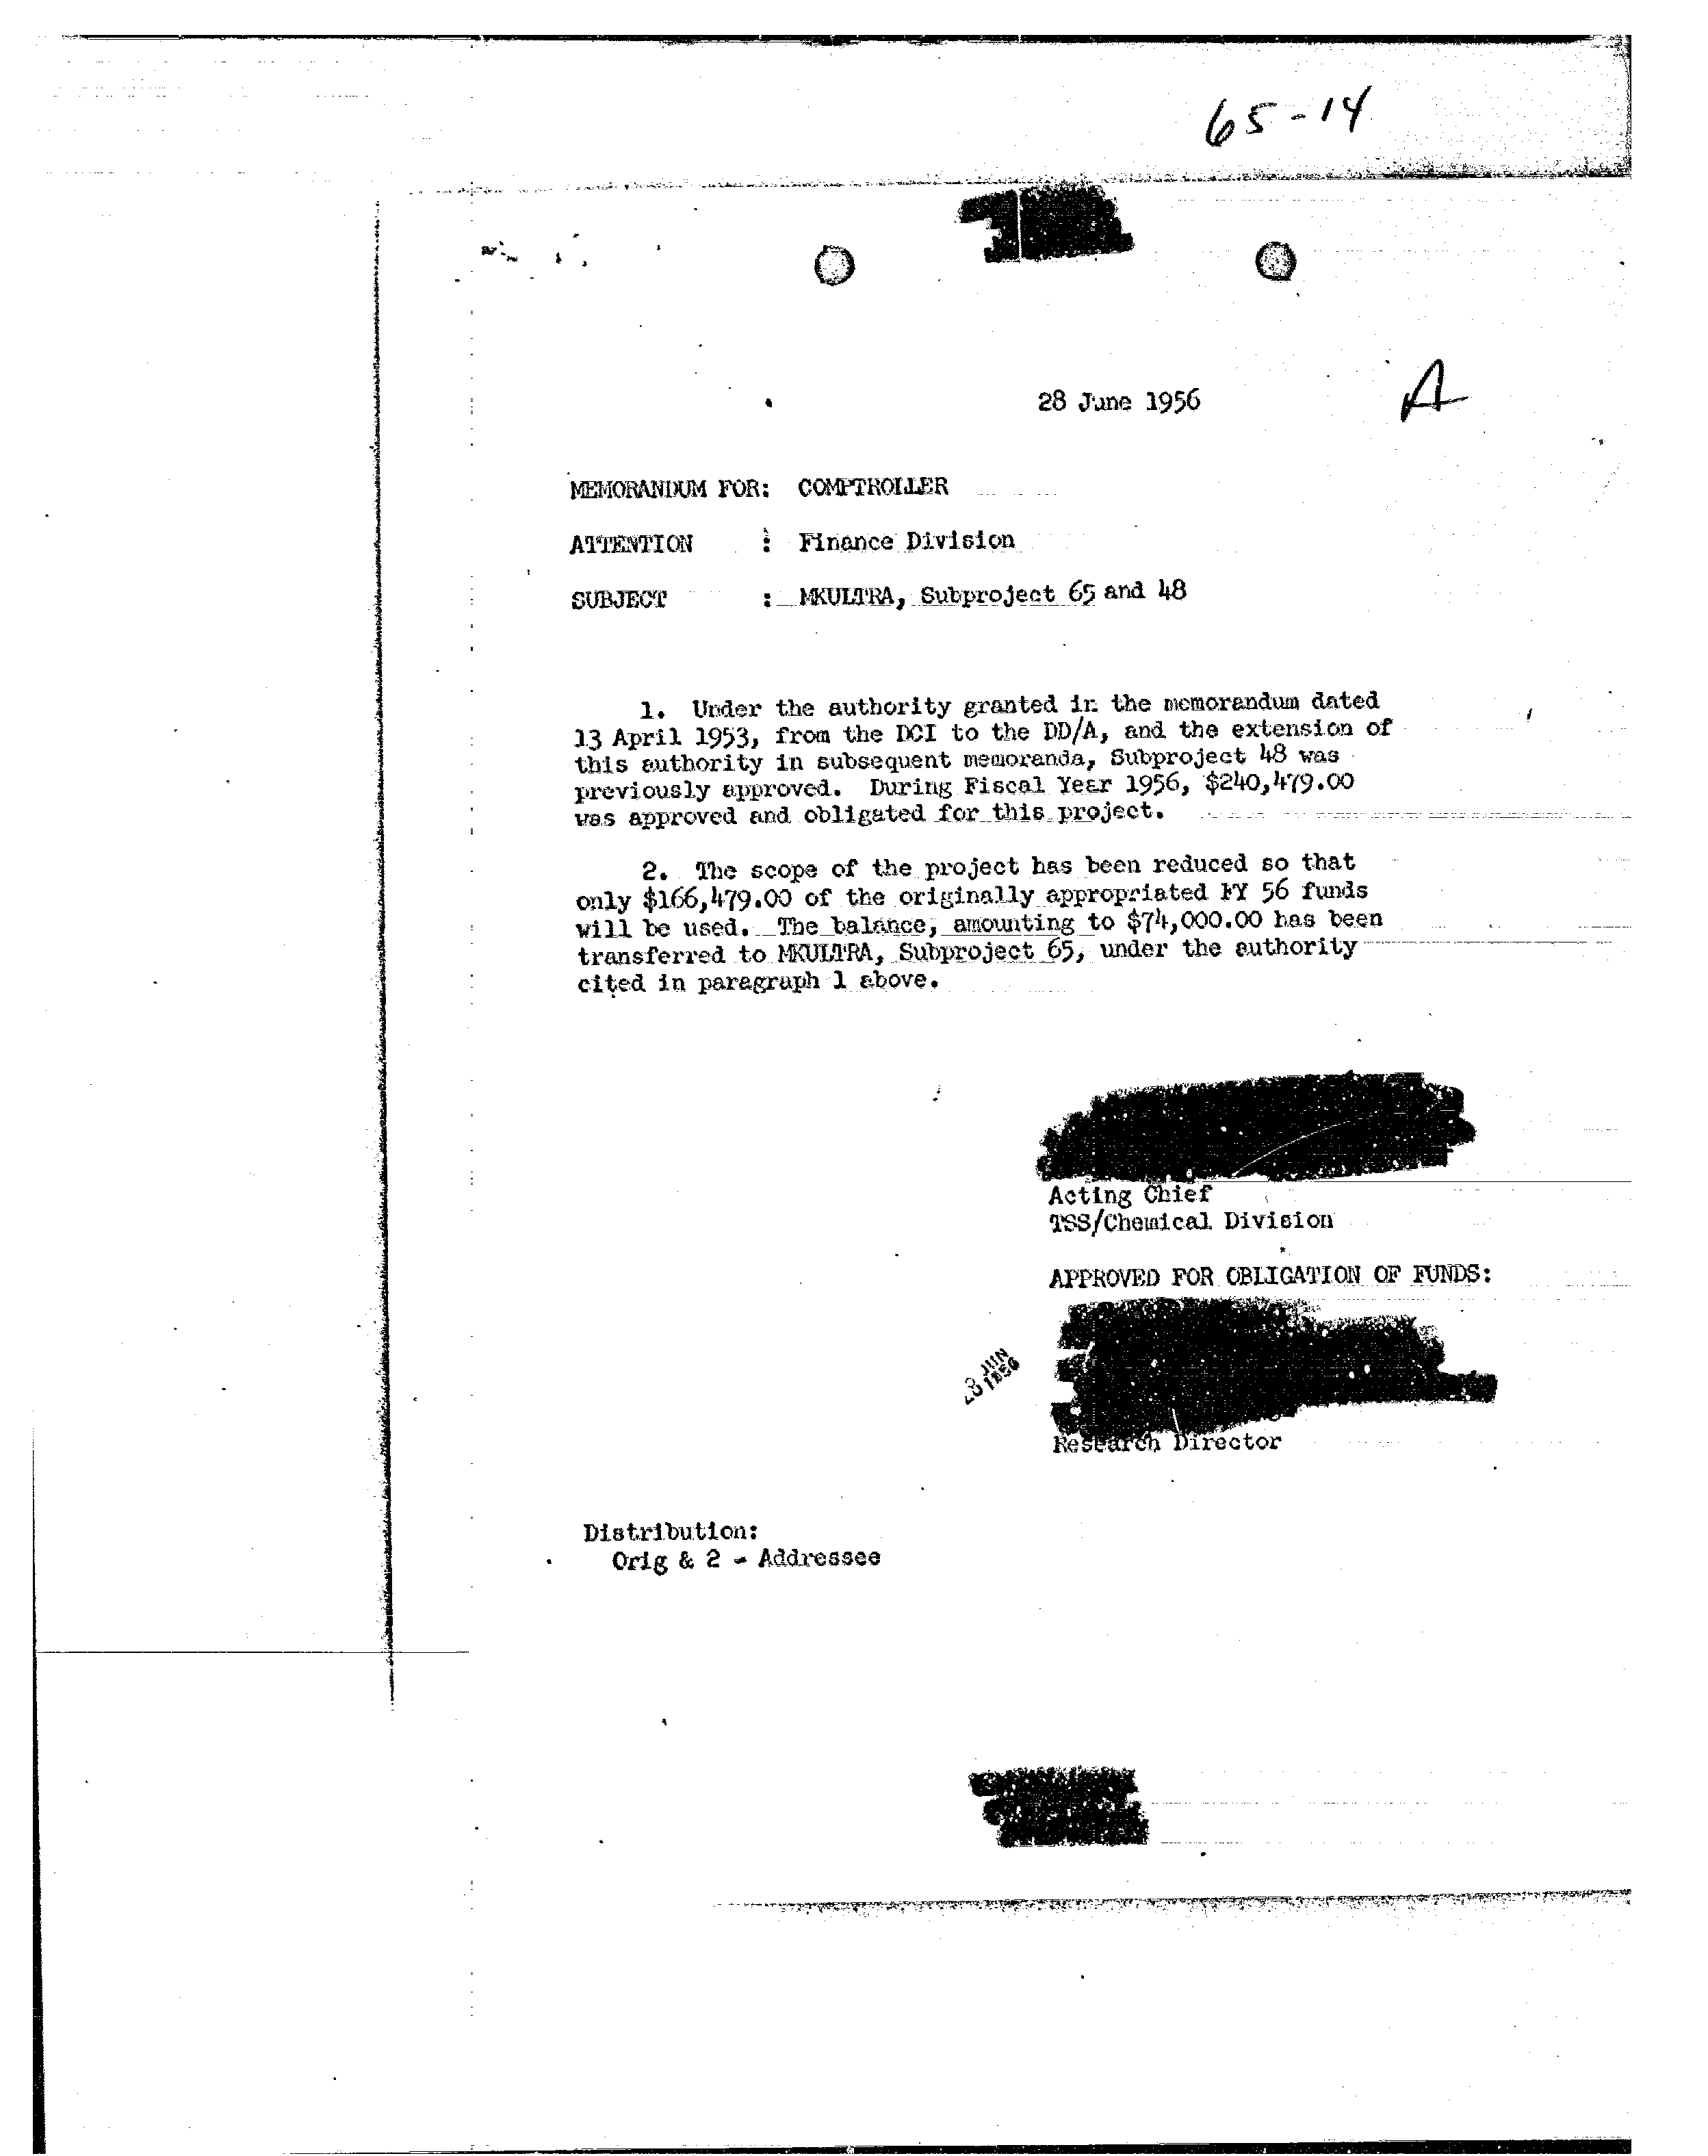 65-14
28 June 1956
A
MEMORANDUM FOR: COMPTROLLER
ATTENTION : Finance Division
SUBJECT : MKULTRA, Subproject 65 and 48
1. Under the authority granted in the memorandum dated
13 April 1953, from the DCI to the DD/A, and the extension of
this authority in subsequent memoranda, Subproject 48 was
previously approved. During Fiscal Year 1956, $240,479.00
was approved and obligated for this project.
2. The scope of the project has been reduced so that
only $166,479.00 of the originally appropriated FY 56 funds
will be used. The balance, amounting to $74,000.00 has been
transferred to MKULTRA, Subproject 65, under the authority
cited in paragraph 1 above.
Acting Chief
TSS/Chemical Division
APPROVED FOR OBLIGATION OF FUNDS:
JUN
1956
Research Director
Distribution:
Orig & 2 - Addressee